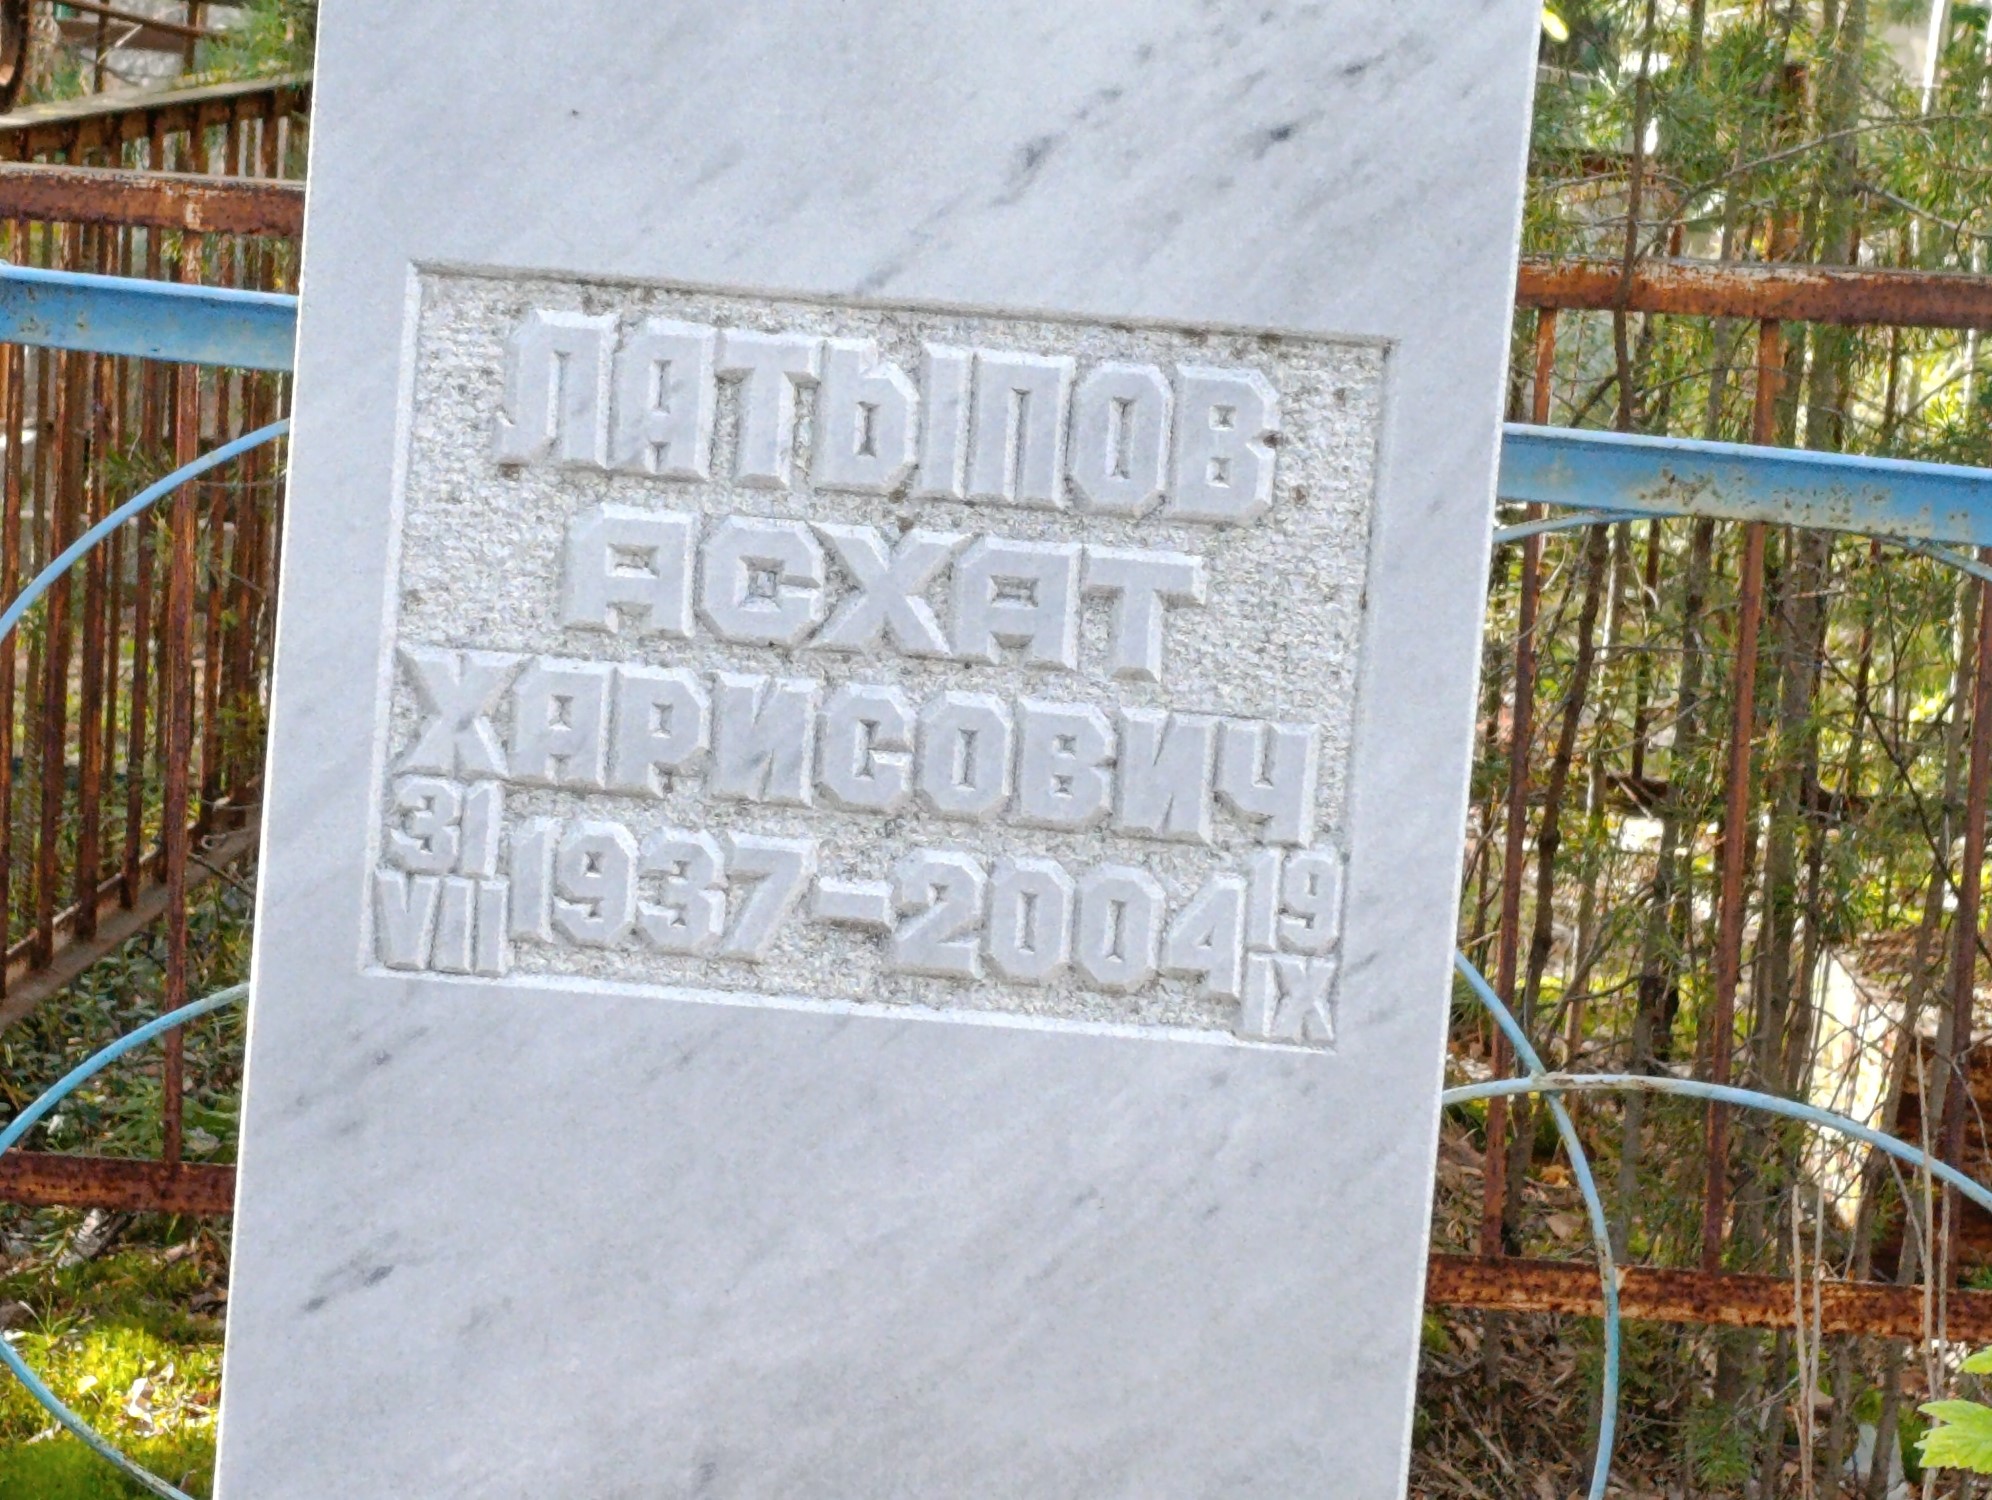 ЛАТЫПОВ
АСХАТ
ХАРИСОВИЧ
31 VII 1937-2004 19 IX